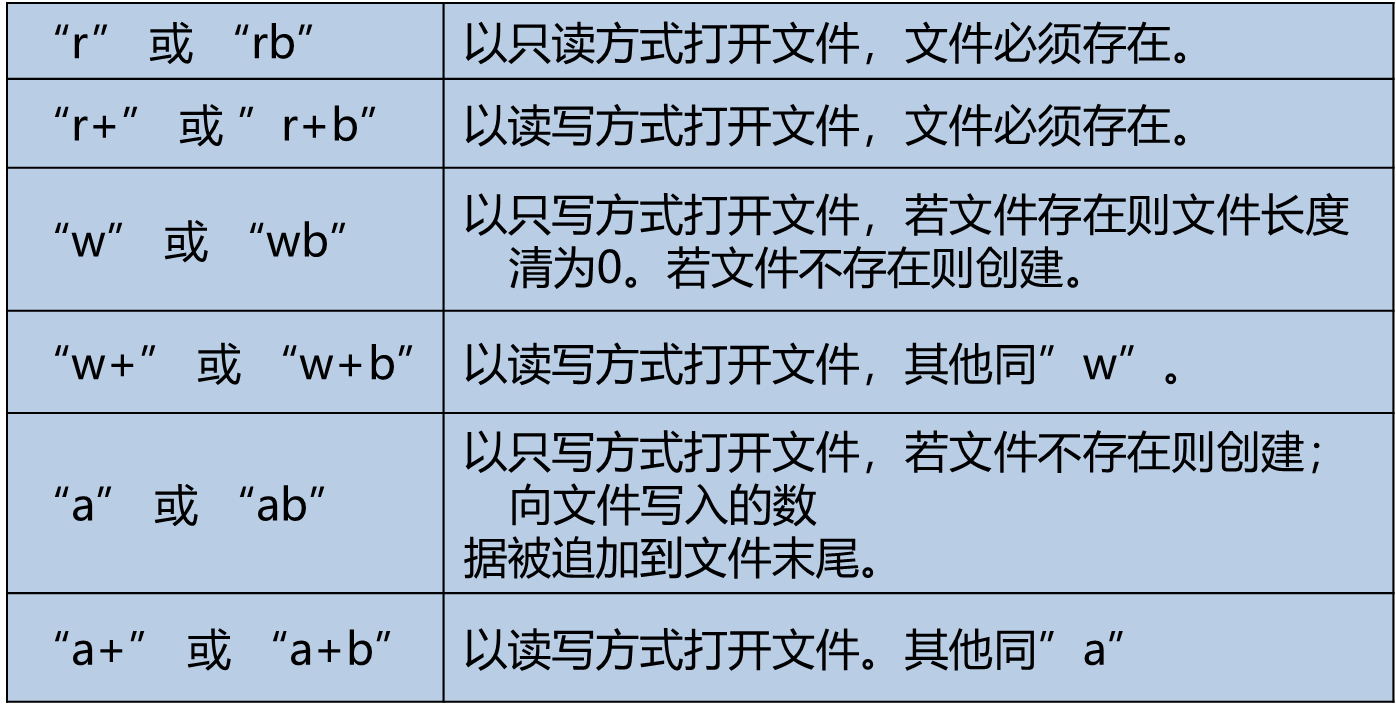 “r” 或 “rb”
以只读方式打开文件，文件必须存在。
“r+” 或 ”r+b”
以读写方式打开文件，文件必须存在。
“w” 或 “wb”
以只写方式打开文件，若文件存在则文件长度
清为0。若文件不存在则创建。
“w+” 或 “w+b”
以读写方式打开文件，其他同”w”。
“a” 或 “ab”
以只写方式打开文件，若文件不存在则创建；
向文件写入的数
据被追加到文件末尾。
“a+” 或 “a+b”
以读写方式打开文件。其他同”a”